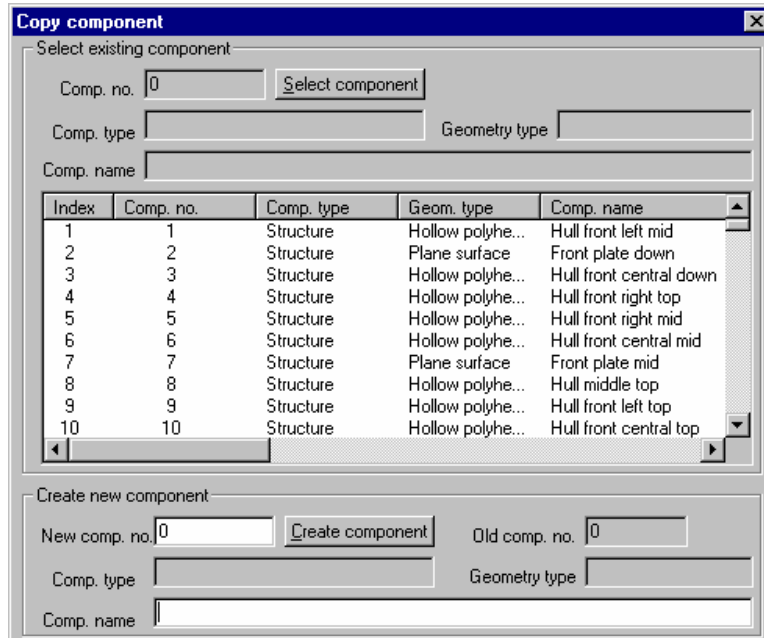 Copy component
Select existing component
Comp. no. 0 Select component
Comp. type Geometry type
Comp. name
Index Comp. no. Comp. type Geom. type Comp. name
1 1 Structure Hollow polyhe... Hull front left mid
2 2 Structure Plane surface Front plate down
3 3 Structure Hollow polyhe... Hull front central down
4 4 Structure Hollow polyhe... Hull front right top
5 5 Structure Hollow polyhe... Hull front right mid
6 6 Structure Hollow polyhe... Hull front central mid
7 7 Structure Plane surface Front plate mid
8 8 Structure Hollow polyhe... Hull middle top
9 9 Structure Hollow polyhe... Hull front left top
10 10 Structure Hollow polyhe... Hull front central top
Create new component
New comp. no. 0 Create component Old comp. no. 0
Comp. type Geometry type
Comp. name